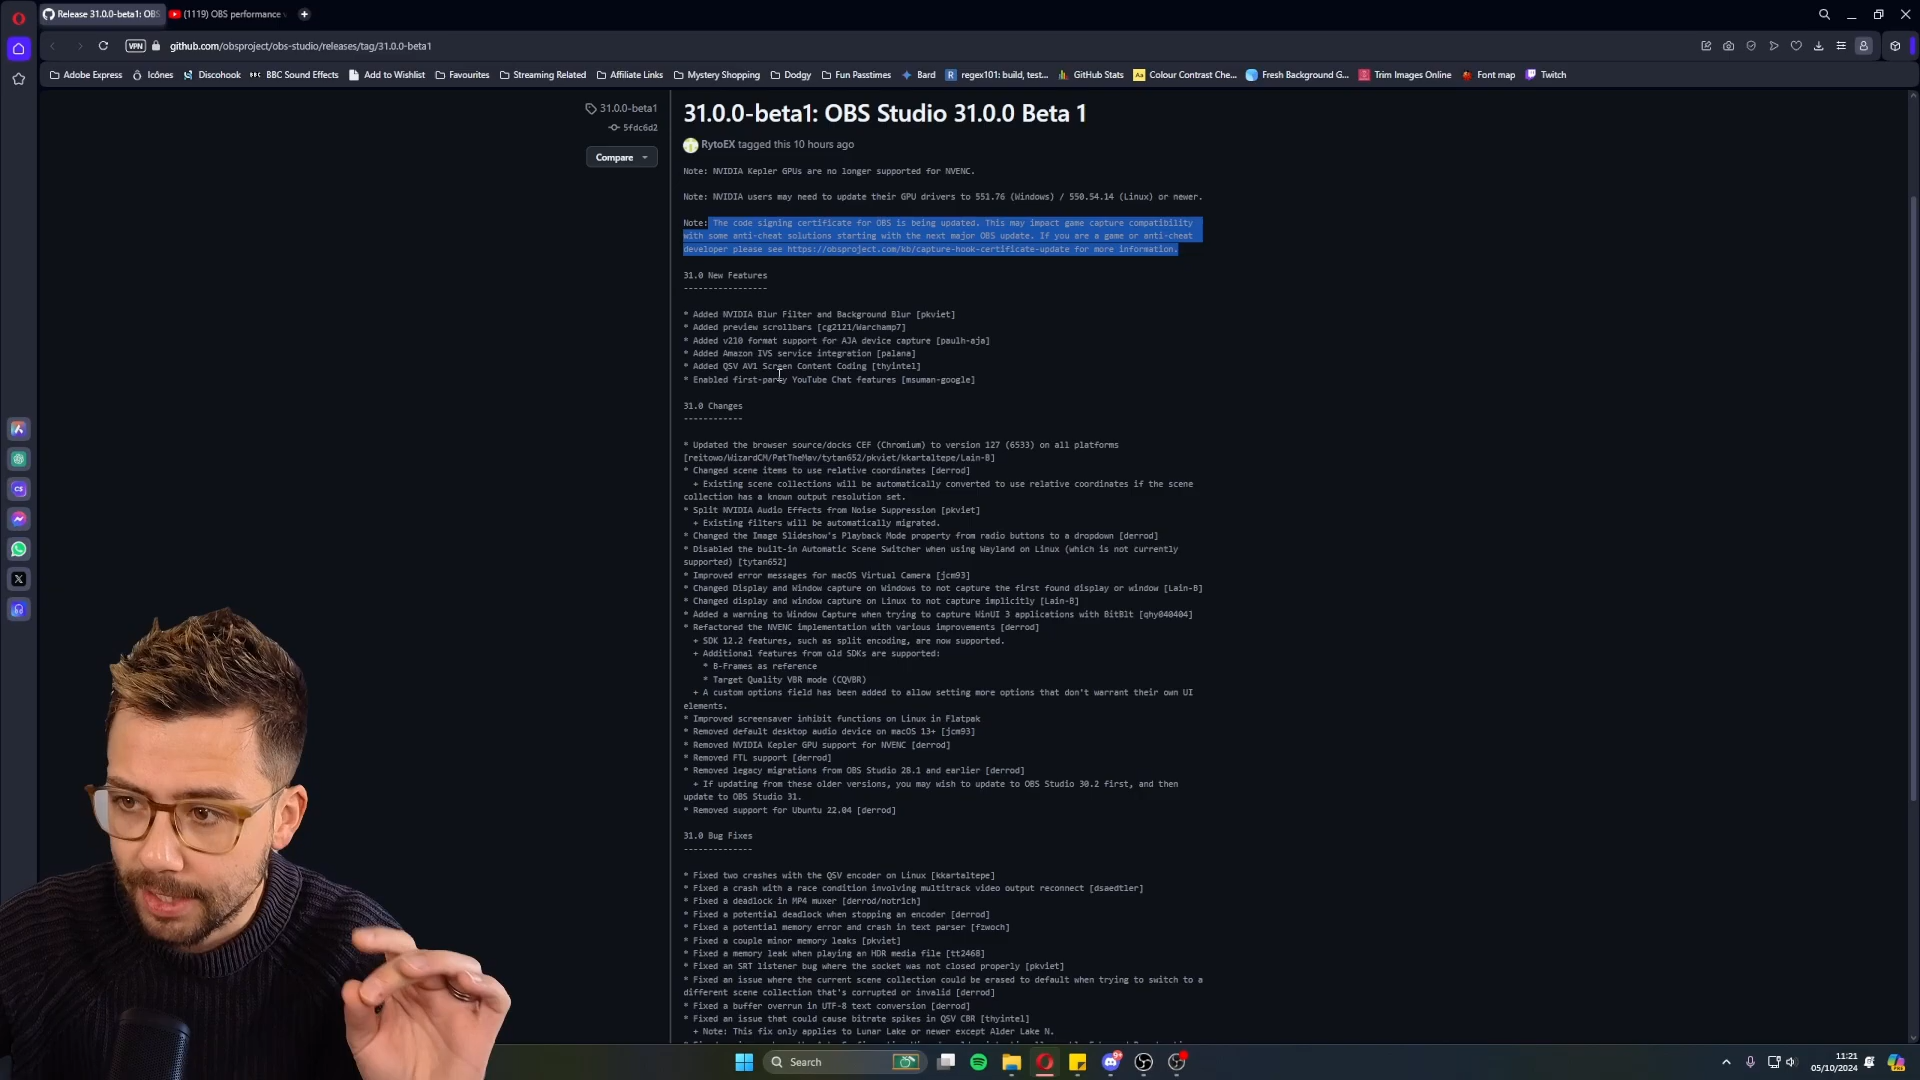 Release 31.0.0-beta1: OBS
(1119) OBS performance
VPN
github.com/obsproject/obs-studio/releases/tag/31.0.0-beta1
Adobe Express
Icônes
Discohook
BBC Sound Effects
Add to Wishlist
Favourites
Streaming Related
Affiliate Links
Mystery Shopping
Dodgy
Fun Passtimes
Bard
regex101: build, test...
GitHub Stats
Colour Contrast Che...
Fresh Background G...
Trim Images Online
Font map
Twitch
31.0.0-beta1
5fdc6d2
Compare
31.0.0-beta1: OBS Studio 31.0.0 Beta 1
RytoEX tagged this 10 hours ago
Note: NVIDIA Kepler GPUs are no longer supported for NVENC.
Note: NVIDIA users may need to update their GPU drivers to 551.76 (Windows) / 550.54.14 (Linux) or newer.
Note: The code signing certificate for OBS is being updated. This may impact game capture compatibility
with some anti-cheat solutions starting with the next major OBS update. If you are a game or anti-cheat
developer please see https://obsproject.com/kb/capture-hook-certificate-update for more information.
31.0 New Features
-----------------
* Added NVIDIA Blur Filter and Background Blur [pkviet]
* Added preview scrollbars [cg2121/Warchamp7]
* Added v210 format support for AJA device capture [paulh-aja]
* Added Amazon IVS service integration [palana]
* Added QSV AV1 Screen Content Coding [thyintel]
* Enabled first-party YouTube Chat features [msuman-google]
31.0 Changes
------------
* Updated the browser source/docks CEF (Chromium) to version 127 (6533) on all platforms
[reitowo/WizardCM/PatTheMav/tytan652/pkviet/kkartaltepe/Lain-B]
* Changed scene items to use relative coordinates [derrod]
+ Existing scene collections will be automatically converted to use relative coordinates if the scene
collection has a known output resolution set.
* Split NVIDIA Audio Effects from Noise Suppression [pkviet]
+ Existing filters will be automatically migrated.
* Changed the Image Slideshow's Playback Mode property from radio buttons to a dropdown [derrod]
* Disabled the built-in Automatic Scene Switcher when using Wayland on Linux (which is not currently
supported) [tytan652]
* Improved error messages for macOS Virtual Camera [jcm93]
* Changed Display and Window capture on Windows to not capture the first found display or window [Lain-B]
* Changed display and window capture on Linux to not capture implicitly [Lain-B]
* Added a warning to Window Capture when trying to capture WinUI 3 applications with BitBlt [qhy040404]
* Refactored the NVENC implementation with various improvements [derrod]
+ SDK 12.2 features, such as split encoding, are now supported.
+ Additional features from old SDKs are supported:
* B-Frames as reference
* Target Quality VBR mode (CQVBR)
+ A custom options field has been added to allow setting more options that don't warrant their own UI
elements.
* Improved screensaver inhibit functions on Linux in Flatpak
* Removed default desktop audio device on macOS 13+ [jcm93]
* Removed NVIDIA Kepler GPU support for NVENC [derrod]
* Removed FTL support [derrod]
* Removed legacy migrations from OBS Studio 28.1 and earlier [derrod]
+ If updating from these older versions, you may wish to update to OBS Studio 30.2 first, and then
update to OBS Studio 31.
* Removed support for Ubuntu 22.04 [derrod]
31.0 Bug Fixes
--------------
* Fixed two crashes with the QSV encoder on Linux [kkartaltepe]
* Fixed a crash with a race condition involving multitrack video output reconnect [dsaedtler]
* Fixed a deadlock in MP4 muxer [derrod/notr1ch]
* Fixed a potential deadlock when stopping an encoder [derrod]
* Fixed a potential memory error and crash in text parser [fzwoch]
* Fixed a couple minor memory leaks [pkviet]
* Fixed a memory leak when playing an HDR media file [tt2468]
* Fixed an SRT listener bug where the socket was not closed properly [pkviet]
* Fixed an issue where the current scene collection could be erased to default when trying to switch to a
different scene collection that's corrupted or invalid [derrod]
* Fixed a buffer overrun in UTF-8 text conversion [derrod]
* Fixed an issue that could cause bitrate spikes in QSV CBR [thyintel]
+ Note: This fix only applies to Lunar Lake or newer except Alder Lake N.
Search
11:21
05/10/2024